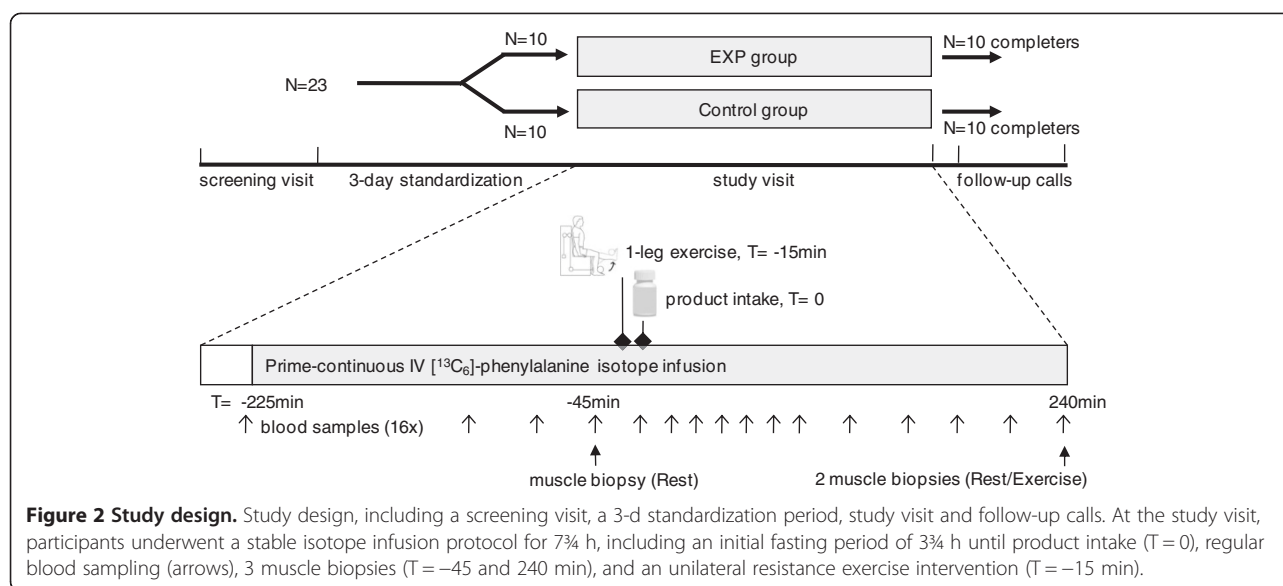 N=10
EXP group
N=10 completers
N=23
Control group
N=10
N=10 completers
screening visit
3-day standardization
study visit
follow-up calls
1-leg exercise, T= -15min
product intake, T= 0
Prime-continuous IV [¹³C₆]-phenylalanine isotope infusion
T= -225min
-45min
240min
blood samples (16x)
muscle biopsy (Rest)
2 muscle biopsies (Rest/Exercise)
Figure 2 Study design. Study design, including a screening visit, a 3-d standardization period, study visit and follow-up calls. At the study visit,
participants underwent a stable isotope infusion protocol for 7¾ h, including an initial fasting period of 3¾ h until product intake (T = 0), regular
blood sampling (arrows), 3 muscle biopsies (T = −45 and 240 min), and an unilateral resistance exercise intervention (T = −15 min).